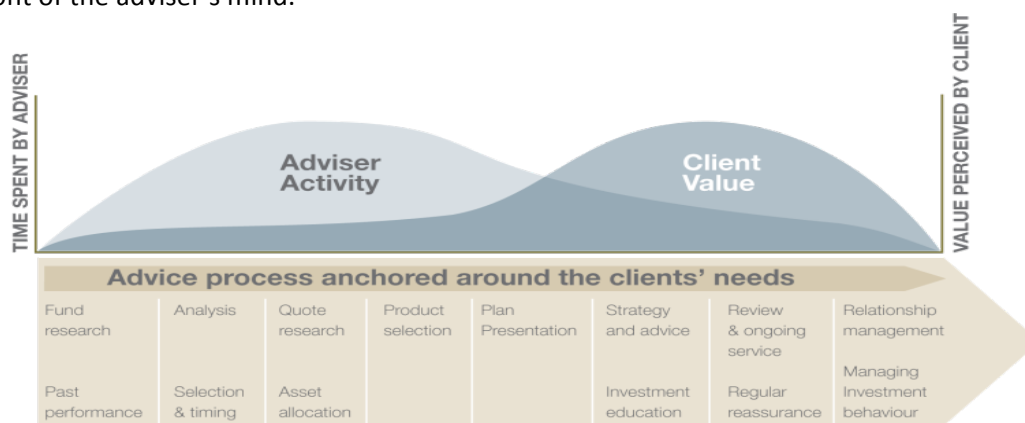 ont of the adviser's mind.
TIME SPENT BY ADVISER
VALUE PERCEIVED BY CLIENT
Adviser
Activity
Client
Value
Advice process anchored around the clients' needs
Fund
research
Analysis
Quote
research
Product
selection
Plan
Presentation
Strategy
and advice
Review
& ongoing
service
Relationship
management
Past
performance
Selection
& timing
Asset
allocation
Investment
education
Regular
reassurance
Managing
Investment
behaviour